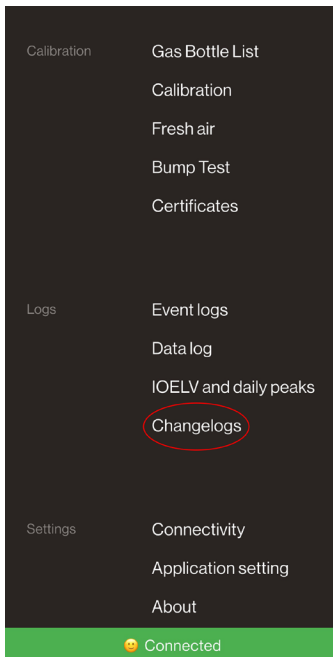 Calibration Gas Bottle List
Calibration
Fresh air
Bump Test
Certificates
Logs Event logs
Data log
IOELV and daily peaks
Changelogs
Settings Connectivity
Application setting
About
🙂 Connected